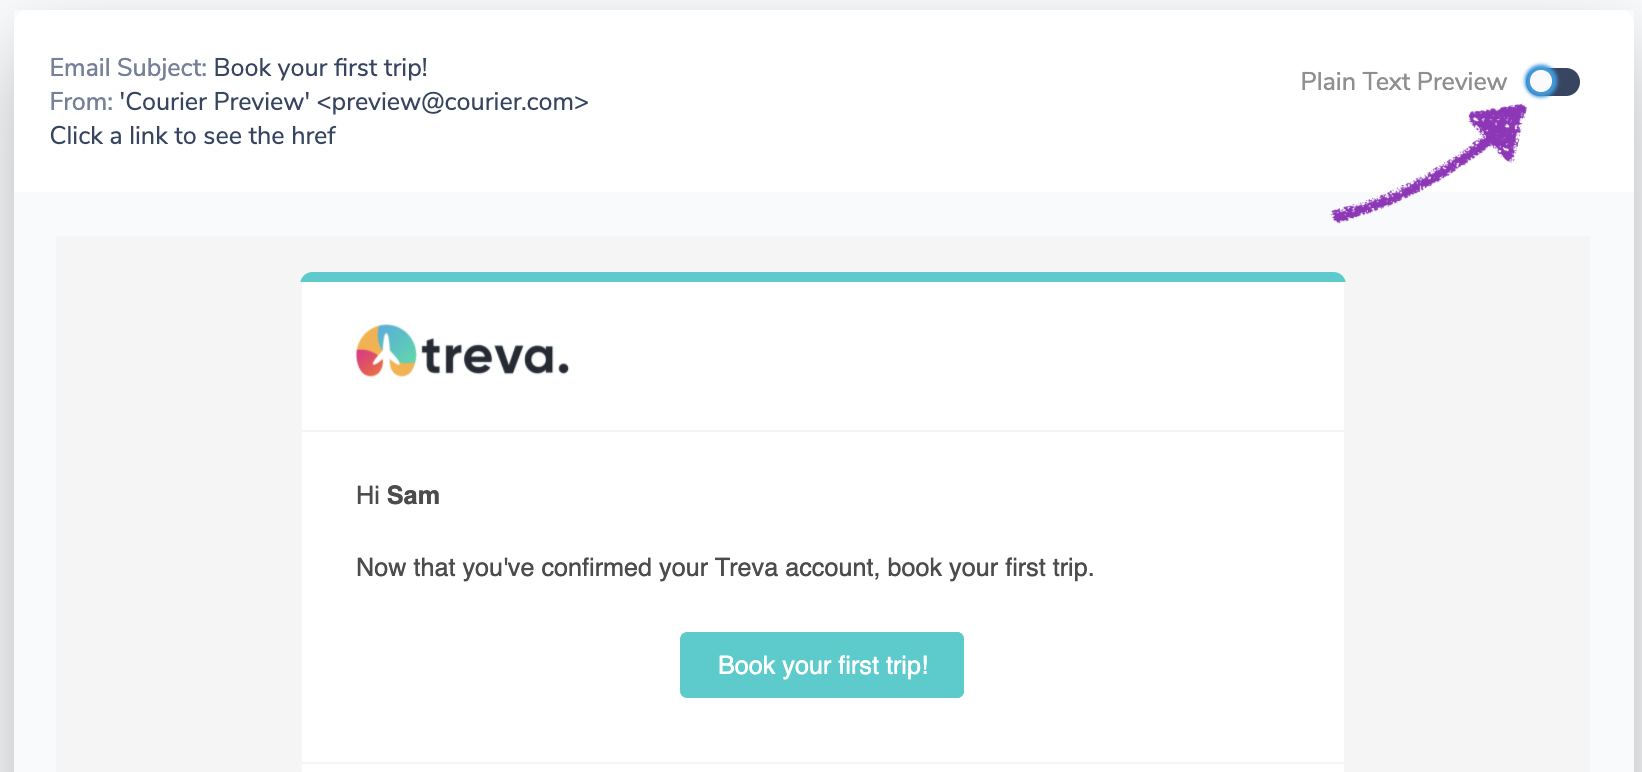 Email Subject: Book your first trip!
From: 'Courier Preview' <preview@courier.com>
Click a link to see the href
Plain Text Preview
treva.
Hi Sam
Now that you've confirmed your Treva account, book your first trip.
Book your first trip!